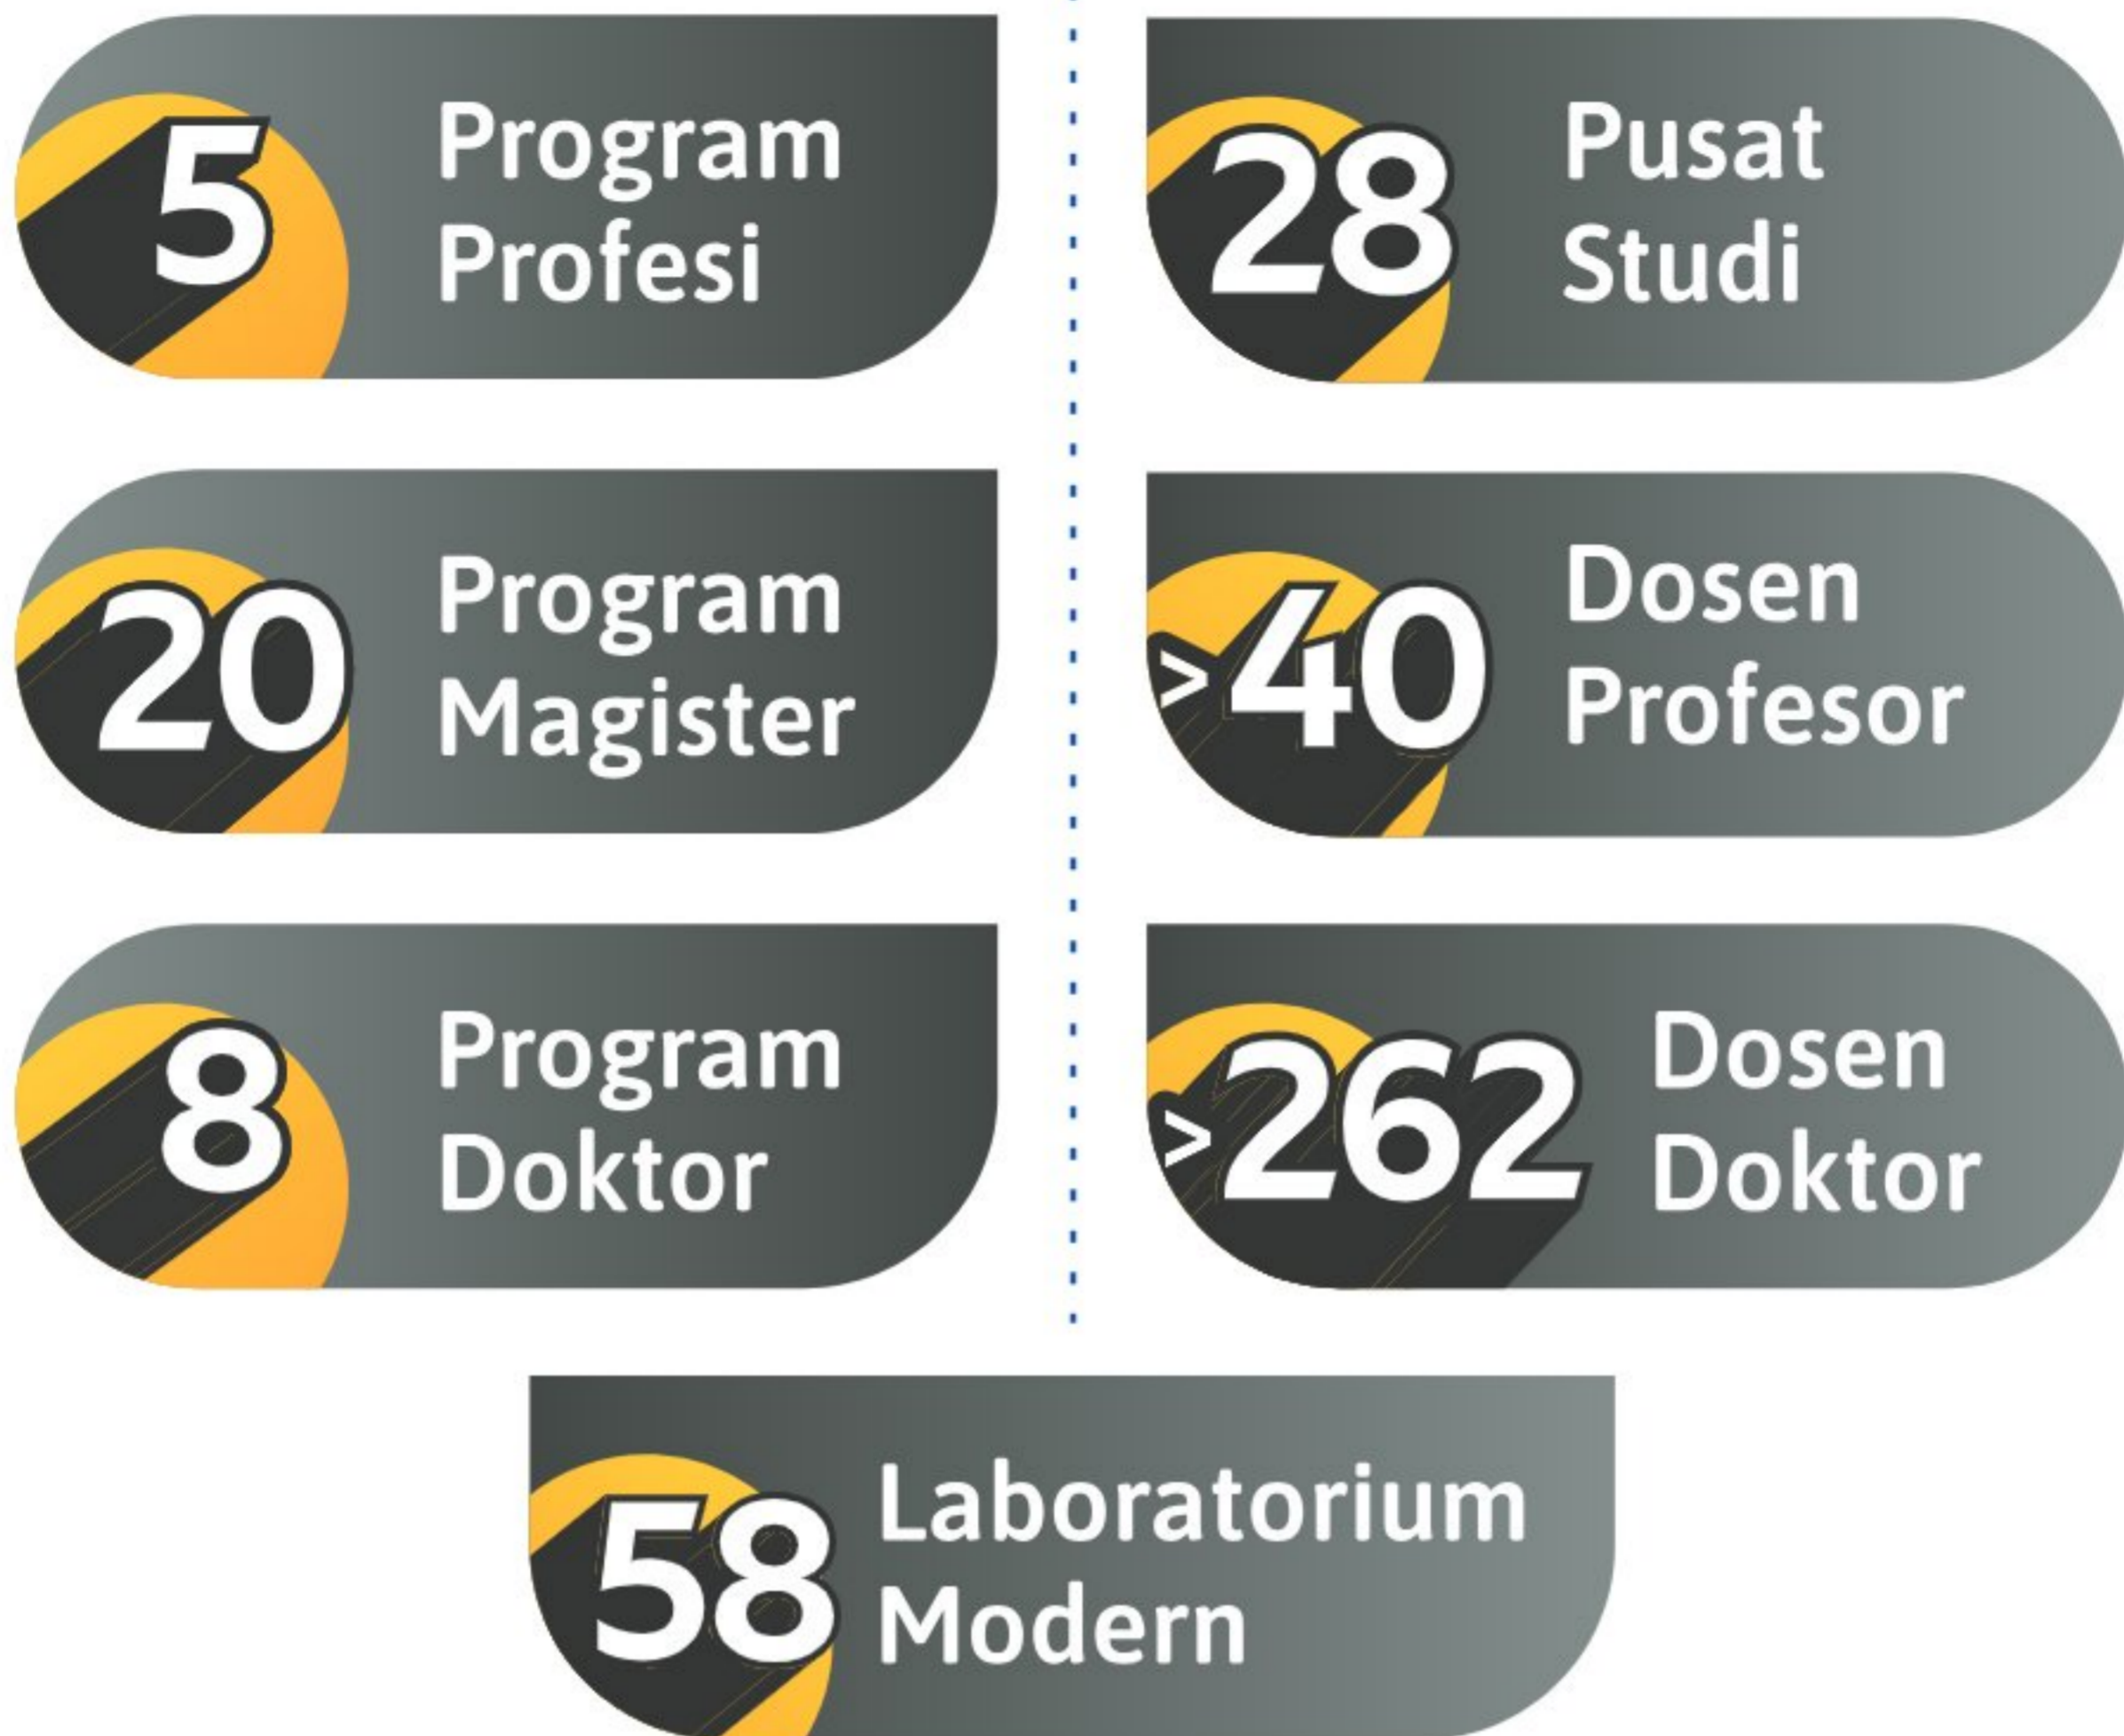 5
Program
Profesi
20
Program
Magister
8
Program
Doktor
28
Pusat
Studi
>40
Dosen
Profesor
>262
Dosen
Doktor
58
Laboratorium
Modern